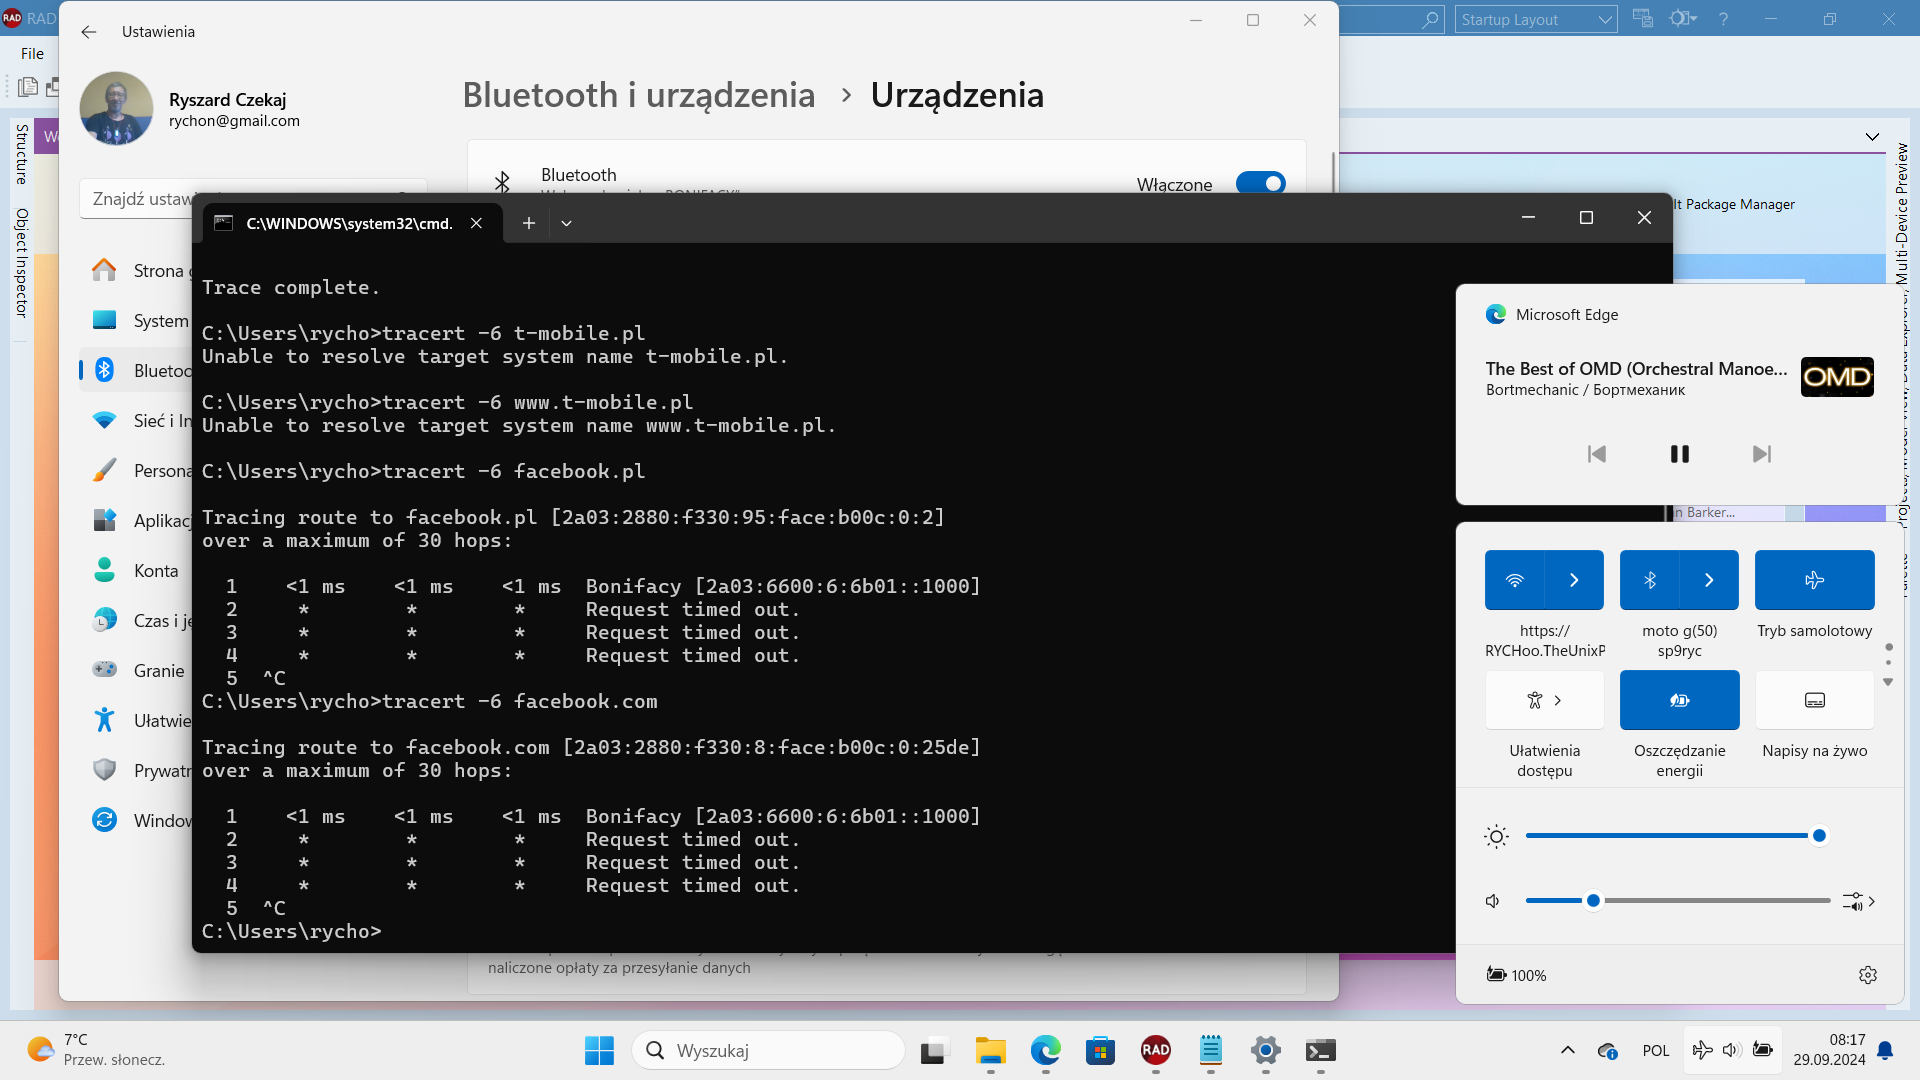 RAD
RAD
Startup Layout
?
File
Ustawienia
Ryszard Czekaj
rychon@gmail.com
Bluetooth i urządzenia > Urządzenia
Bluetooth
Włączone
Structure
Object Inspector
Multi-Device Preview
It Package Manager
Strona
System
Bluetoo
Sieć i In
Persona
Aplikac
Konta
Czas i ję
Granie
Ułatwie
Prywatr
Window
C:\WINDOWS\system32\cmd.
Trace complete.
C:\Users\rycho>tracert -6 t-mobile.pl
Unable to resolve target system name t-mobile.pl.
C:\Users\rycho>tracert -6 www.t-mobile.pl
Unable to resolve target system name www.t-mobile.pl.
C:\Users\rycho>tracert -6 facebook.pl
Tracing route to facebook.pl [2a03:2880:f330:95:face:b00c:0:2]
over a maximum of 30 hops:
1 <1 ms <1 ms <1 ms Bonifacy [2a03:6600:6:6b01::1000]
2 * * * Request timed out.
3 * * * Request timed out.
4 * * * Request timed out.
5 ^C
C:\Users\rycho>tracert -6 facebook.com
Tracing route to facebook.com [2a03:2880:f330:8:face:b00c:0:25de]
over a maximum of 30 hops:
1 <1 ms <1 ms <1 ms Bonifacy [2a03:6600:6:6b01::1000]
2 * * * Request timed out.
3 * * * Request timed out.
4 * * * Request timed out.
5 ^C
C:\Users\rycho>
naliczone opłaty za przesyłanie danych
Microsoft Edge
The Best of OMD (Orchestral Manoe...
Bortmechanic / Бортмеханик
OMD
n Barker...
https://
RYCHoo.TheUnixP
moto g(50)
sp9ryc
Tryb samolotowy
Ułatwienia
dostępu
Oszczędzanie
energii
Napisy na żywo
100%
7°C
Przew. słonecz.
Wyszukaj
RAD
POL
08:17
29.09.2024